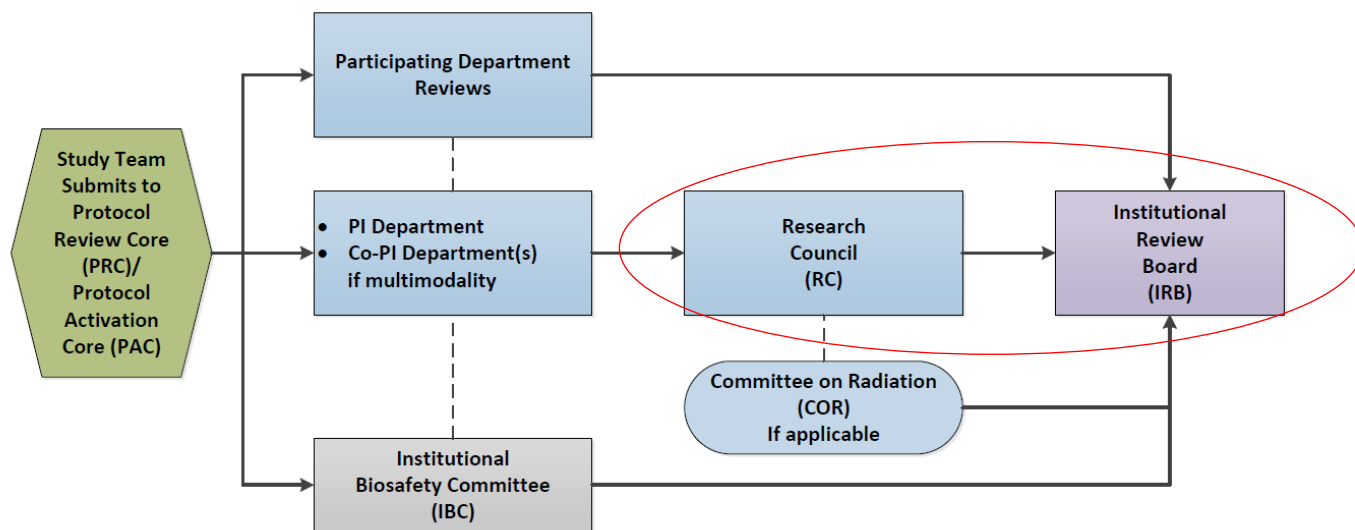 Participating Department
Reviews
Study Team
Submits to
Protocol
Review Core
(PRC)/
Protocol
Activation
Core (PAC)
• PI Department
• Co-PI Department(s)
if multimodality
Research
Council
(RC)
Institutional
Review
Board
(IRB)
Committee on Radiation
(COR)
If applicable
Institutional
Biosafety Committee
(IBC)